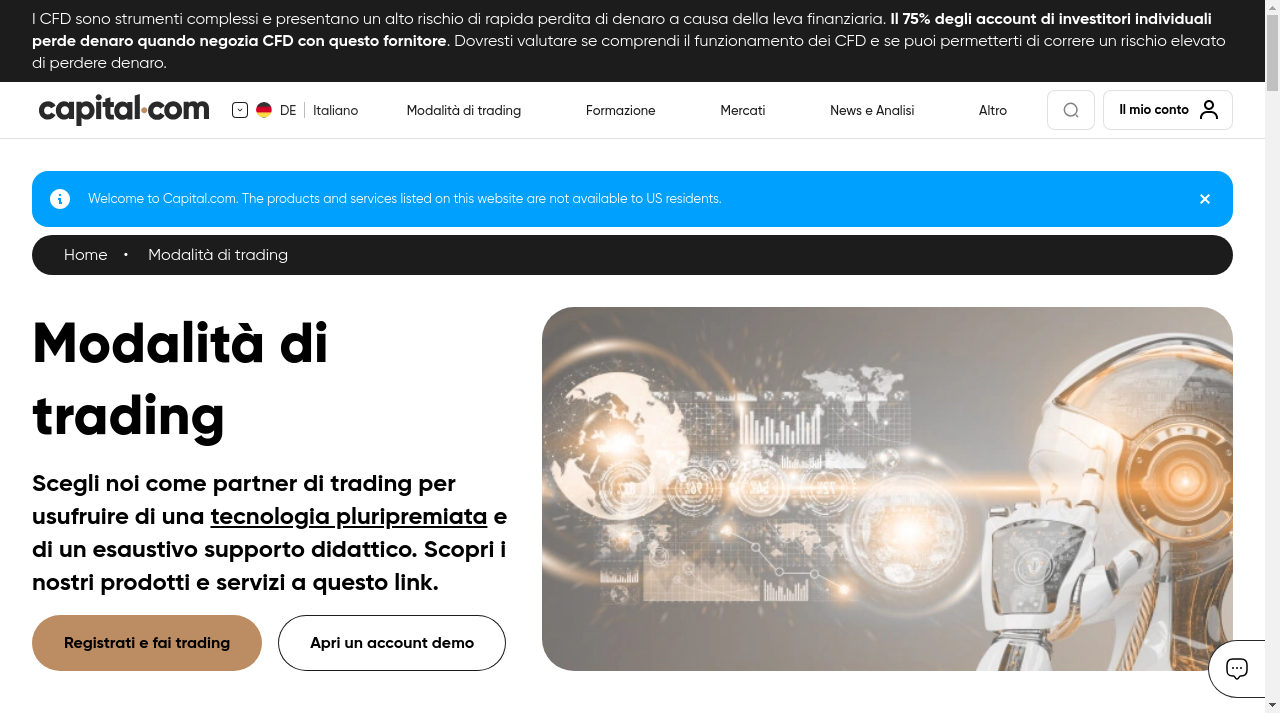 I CFD sono strumenti complessi e presentano un alto rischio di rapida perdita di denaro a causa della leva finanziaria. Il 75% degli account di investitori individuali
perde denaro quando negozia CFD con questo fornitore. Dovresti valutare se comprendi il funzionamento dei CFD e se puoi permetterti di correre un rischio elevato
di perdere denaro.
capital.com DE Italiano Modalità di trading Formazione Mercati News e Analisi Altro Il mio conto
Welcome to Capital.com. The products and services listed on this website are not available to US residents.
Home • Modalità di trading
Modalità di
trading
Scegli noi come partner di trading per
usufruire di una tecnologia pluripremiata e
di un esaustivo supporto didattico. Scopri i
nostri prodotti e servizi a questo link.
Registrati e fai trading Apri un account demo